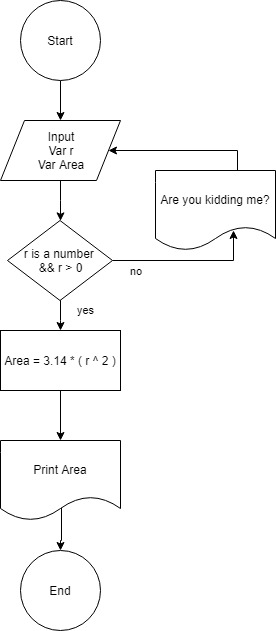 Start
Input
Var r
Var Area
Are you kidding me?
r is a number
&& r > 0
no
yes
Area = 3.14 * ( r ^ 2 )
Print Area
End